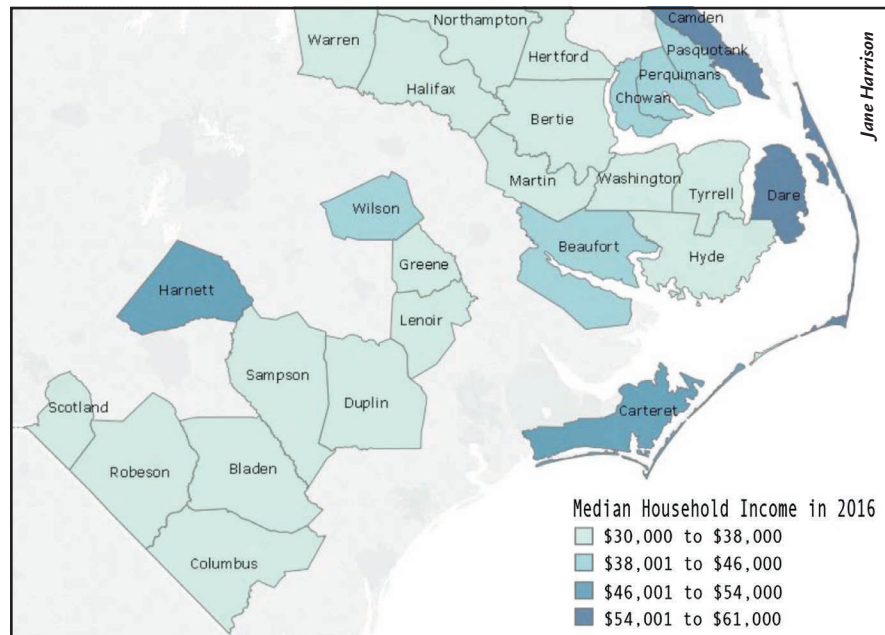 Northampton
Camden
Warren
Hertford
Pasquotank
Perquimans
Halifax
Chowan
Bertie
Jane Harrison
Martin
Washington
Tyrrell
Dare
Wilson
Beaufort
Greene
Hyde
Harnett
Lenoir
Sampson
Duplin
Scotland
Carteret
Robeson
Bladen
Columbus
Median Household Income in 2016
$30,000 to $38,000
$38,001 to $46,000
$46,001 to $54,000
$54,001 to $61,000